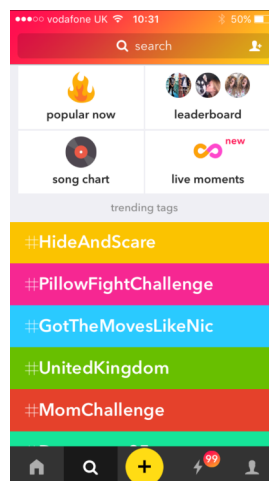 vodafone UK 10:31 50%
search
popular now leaderboard
new
song chart live moments
trending tags
#HideAndScare
#PillowFightChallenge
#GotTheMovesLikeNic
#UnitedKingdom
#MomChallenge
99